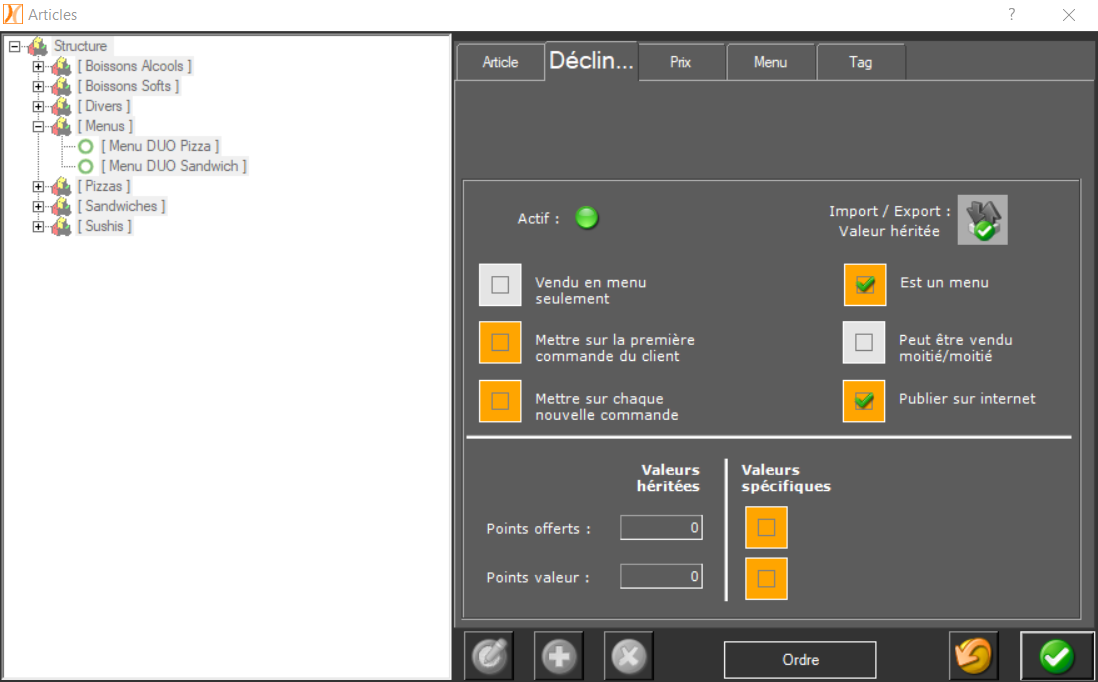 Articles
?
Structure
[ Boissons Alcools ]
[ Boissons Softs ]
[ Divers ]
[ Menus ]
[ Menu DUO Pizza ]
[ Menu DUO Sandwich ]
[ Pizzas ]
[ Sandwiches ]
[ Sushis ]
Article
Déclin...
Prix
Menu
Tag
Actif :
Import / Export :
Valeur héritée
Vendu en menu
seulement
Est un menu
Mettre sur la première
commande du client
Peut être vendu
moitié/moitié
Mettre sur chaque
nouvelle commande
Publier sur internet
Valeurs
héritées
Valeurs
spécifiques
Points offerts :
0
Points valeur :
0
Ordre